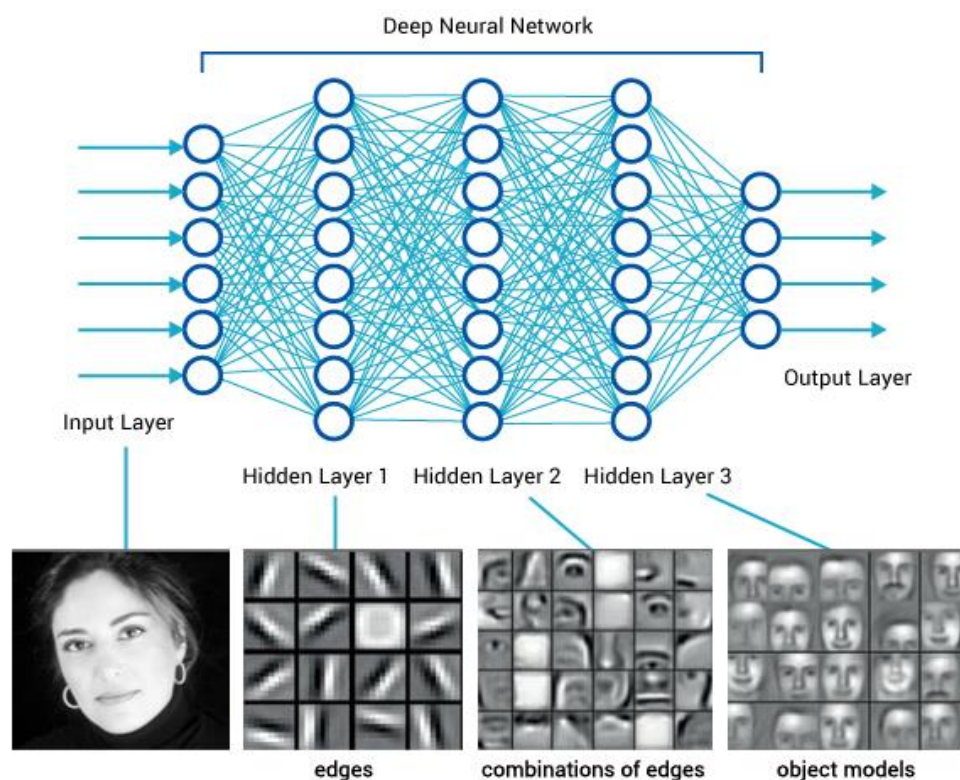 Deep Neural Network
Output Layer
Input Layer
Hidden Layer 1
Hidden Layer 2
Hidden Layer 3
edges
combinations of edges
object models